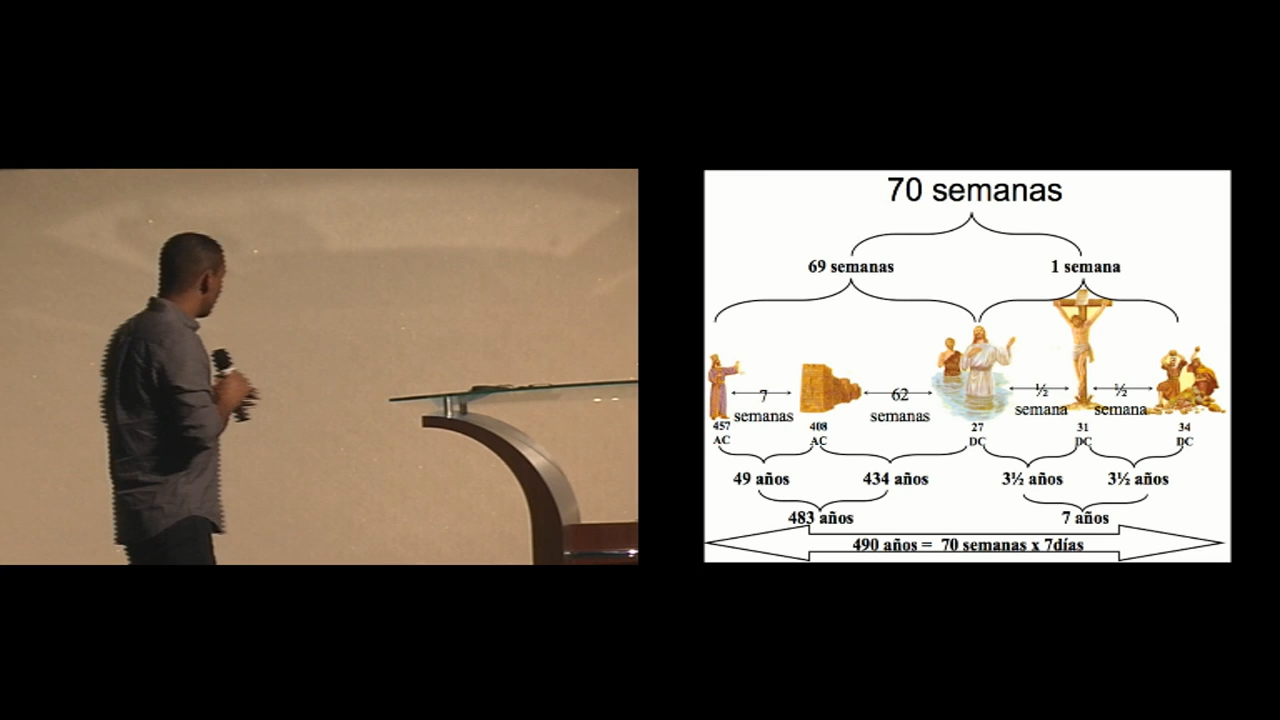 70 semanas
69 semanas
1 semana
7
semanas
62
semanas
½
semana
½
semana
457
AC
408
AC
27
DC
31
DC
34
DC
49 años
434 años
3½ años
3½ años
483 años
7 años
490 años = 70 semanas x 7días